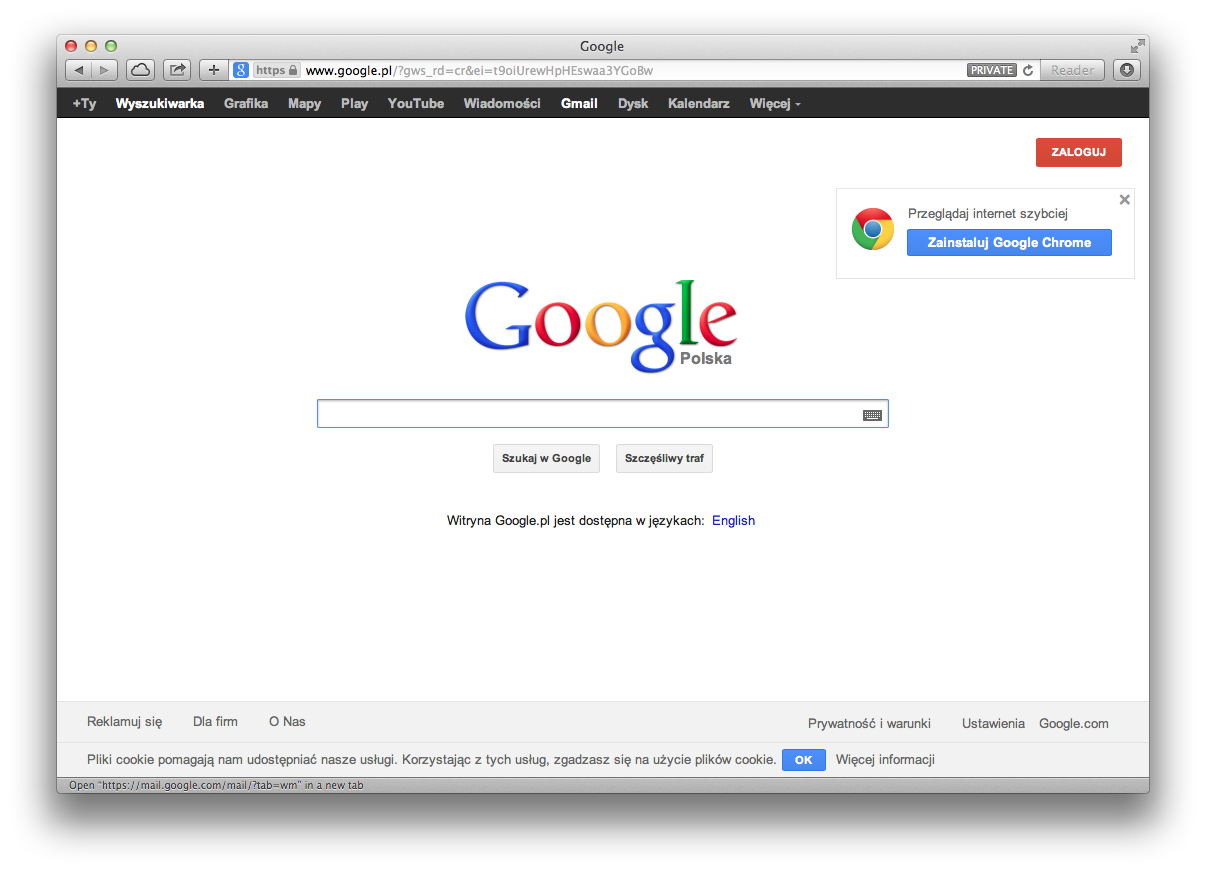 Google
https www.google.pl/?gws_rd=cr&ei=t9oiUrewHpHEswaa3YGoBw PRIVATE Reader
+Ty Wyszukiwarka Grafika Mapy Play YouTube Wiadomości Gmail Dysk Kalendarz Więcej
ZALOGUJ
Przeglądaj internet szybciej
Zainstaluj Google Chrome
Google
Polska
Szukaj w Google Szczęśliwy traf
Witryna Google.pl jest dostępna w językach: English
Reklamuj się Dla firm O Nas Prywatność i warunki Ustawienia Google.com
Pliki cookie pomagają nam udostępniać nasze usługi. Korzystając z tych usług, zgadzasz się na użycie plików cookie. OK Więcej informacji
Open "https://mail.google.com/mail/?tab=wm" in a new tab